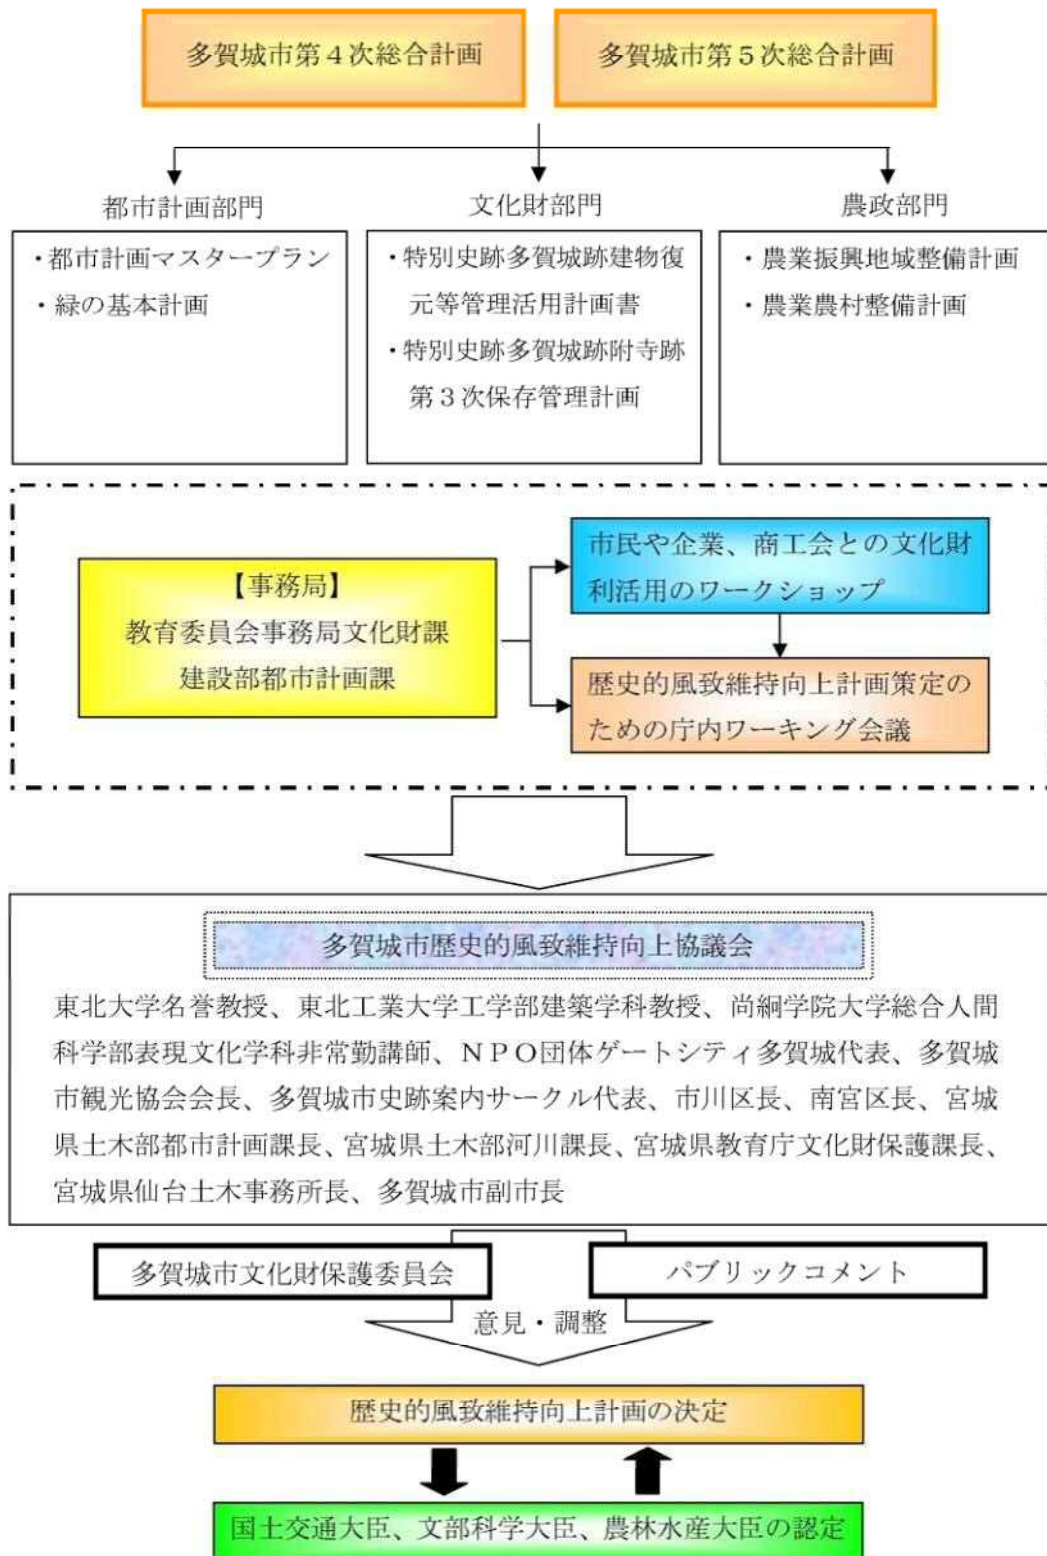 多賀城市第4次総合計画
多賀城市第5次総合計画
都市計画部門
・都市計画マスタープラン
・緑の基本計画
文化財部門
・特別史跡多賀城跡建物復
元等管理活用計画書
・特別史跡多賀城跡附寺跡
第3次保存管理計画
農政部門
・農業振興地域整備計画
・農業農村整備計画
【事務局】
教育委員会事務局文化財課
建設部都市計画課
市民や企業、商工会との文化財
利活用のワークショップ
歴史的風致維持向上計画策定の
ための庁内ワーキング会議
多賀城市歴史的風致維持向上協議会
東北大学名誉教授、東北工業大学工学部建築学科教授、尚絅学院大学総合人間
科学部表現文化学科非常勤講師、NPO団体ゲートシティ多賀城代表、多賀城
市観光協会会長、多賀城市史跡案内サークル代表、市川区長、南宮区長、宮城
県土木部都市計画課長、宮城県土木部河川課長、宮城県教育庁文化財保護課長、
宮城県仙台土木事務所長、多賀城市副市長
多賀城市文化財保護委員会
パブリックコメント
意見・調整
歴史的風致維持向上計画の決定
国土交通大臣、文部科学大臣、農林水産大臣の認定